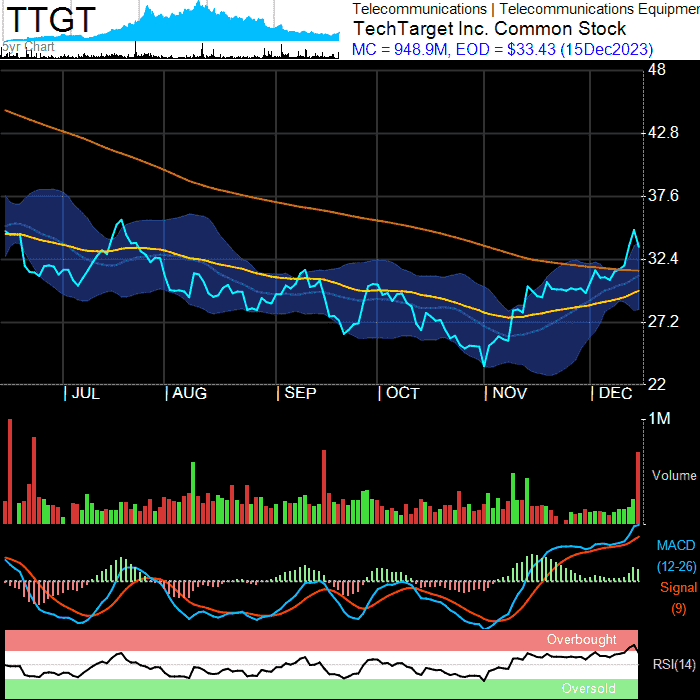 TTGT
5yr Chart
Telecommunications | Telecommunications Equipmen
TechTarget Inc. Common Stock
MC = 948.9M, EOD = $33.43 (15Dec2023)
48
42.8
37.6
32.4
27.2
22
| JUL | AUG | SEP | OCT | NOV | DEC
1M
Volume
MACD
(12-26)
Signal
(9)
Overbought
RSI(14)
Oversold